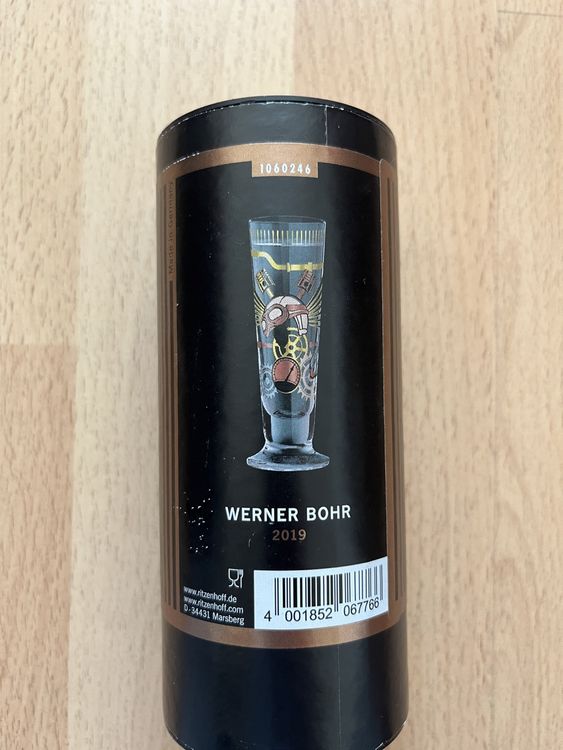 1060246
Made in Germany
WERNER BOHR
2019
www.ritzenhoff.de
www.ritzenhoff.com
D-34431 Marsberg
4 001852 067766